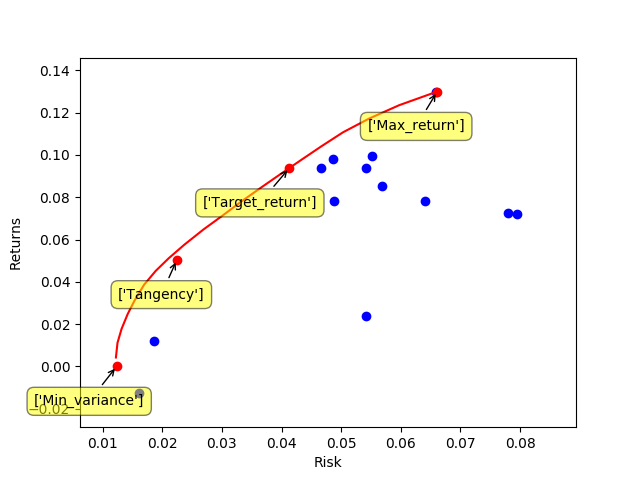 0.14
0.12
0.10
0.08
0.06
0.04
0.02
0.00
−0.02
Returns
['Max_return']
['Target_return']
['Tangency']
['Min_variance']
0.01 0.02 0.03 0.04 0.05 0.06 0.07 0.08
Risk